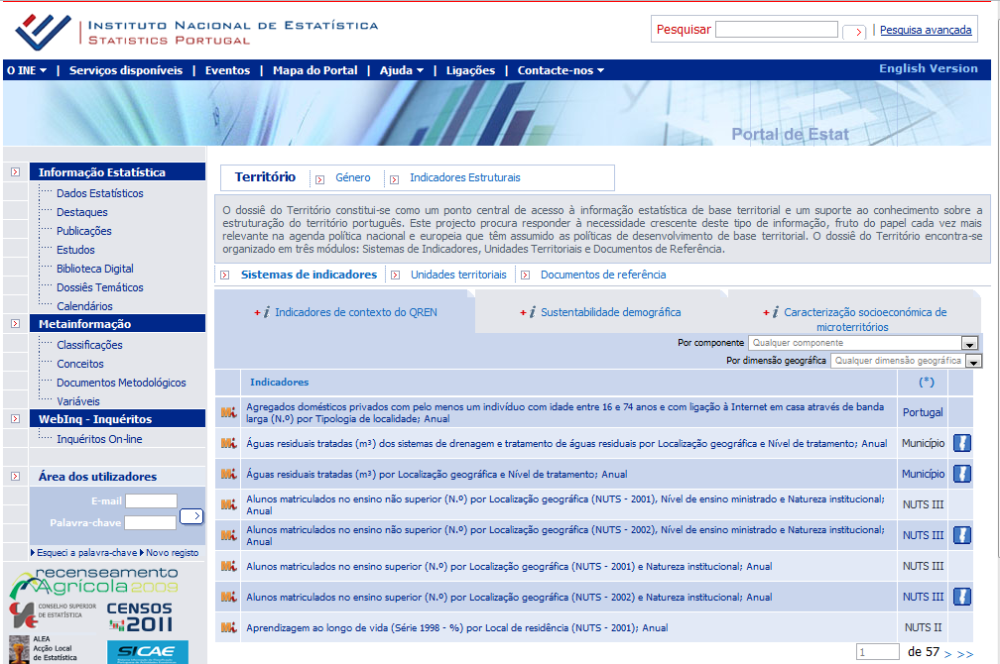 INSTITUTO NACIONAL DE ESTATÍSTICA
STATISTICS PORTUGAL
Pesquisar
Pesquisa avançada
O INE | Serviços disponíveis | Eventos | Mapa do Portal | Ajuda | Ligações | Contacte-nos
English Version
Portal de Estat
Informação Estatística
Dados Estatísticos
Destaques
Publicações
Estudos
Biblioteca Digital
Dossiês Temáticos
Calendários
Metainformação
Classificações
Conceitos
Documentos Metodológicos
Variáveis
WebInq - Inquéritos
Inquéritos On-line
Área dos utilizadores
E-mail
Palavra-chave
Esqueci a palavra-chave Novo registo
recenseamento
Agrícola 2009
CONSELHO SUPERIOR
DE ESTATÍSTICA
CENSOS
2011
ALEA
Acção Local
de Estatística
SICAE
Território Género Indicadores Estruturais
O dossiê do Território constitui-se como um ponto central de acesso à informação estatística de base territorial e um suporte ao conhecimento sobre a
estruturação do território português. Este projecto procura responder à necessidade crescente deste tipo de informação, fruto do papel cada vez mais
relevante na agenda política nacional e europeia que têm assumido as políticas de desenvolvimento de base territorial. O dossiê do Território encontra-se
organizado em três módulos: Sistemas de Indicadores, Unidades Territoriais e Documentos de Referência.
Sistemas de indicadores Unidades territoriais Documentos de referência
+ i Indicadores de contexto do QREN
+ i Sustentabilidade demográfica
+ i Caracterização socioeconómica de
microterritórios
Por componente Qualquer componente
Por dimensão geográfica Qualquer dimensão geográfica
Indicadores (*)
Agregados domésticos privados com pelo menos um indivíduo com idade entre 16 e 74 anos e com ligação à Internet em casa através de banda
larga (N.º) por Tipologia de localidade; Anual
Portugal
Águas residuais tratadas (m³) dos sistemas de drenagem e tratamento de águas residuais por Localização geográfica e Nível de tratamento; Anual Município
Águas residuais tratadas (m³) por Localização geográfica e Nível de tratamento; Anual Município
Alunos matriculados no ensino não superior (N.º) por Localização geográfica (NUTS - 2001), Nível de ensino ministrado e Natureza institucional;
Anual
NUTS III
Alunos matriculados no ensino não superior (N.º) por Localização geográfica (NUTS - 2002), Nível de ensino ministrado e Natureza institucional;
Anual
NUTS III
Alunos matriculados no ensino superior (N.º) por Localização geográfica (NUTS - 2001) e Natureza institucional; Anual NUTS III
Alunos matriculados no ensino superior (N.º) por Localização geográfica (NUTS - 2002) e Natureza institucional; Anual NUTS III
Aprendizagem ao longo de vida (Série 1998 - %) por Local de residência (NUTS - 2001); Anual NUTS II
1 de 57 > >>